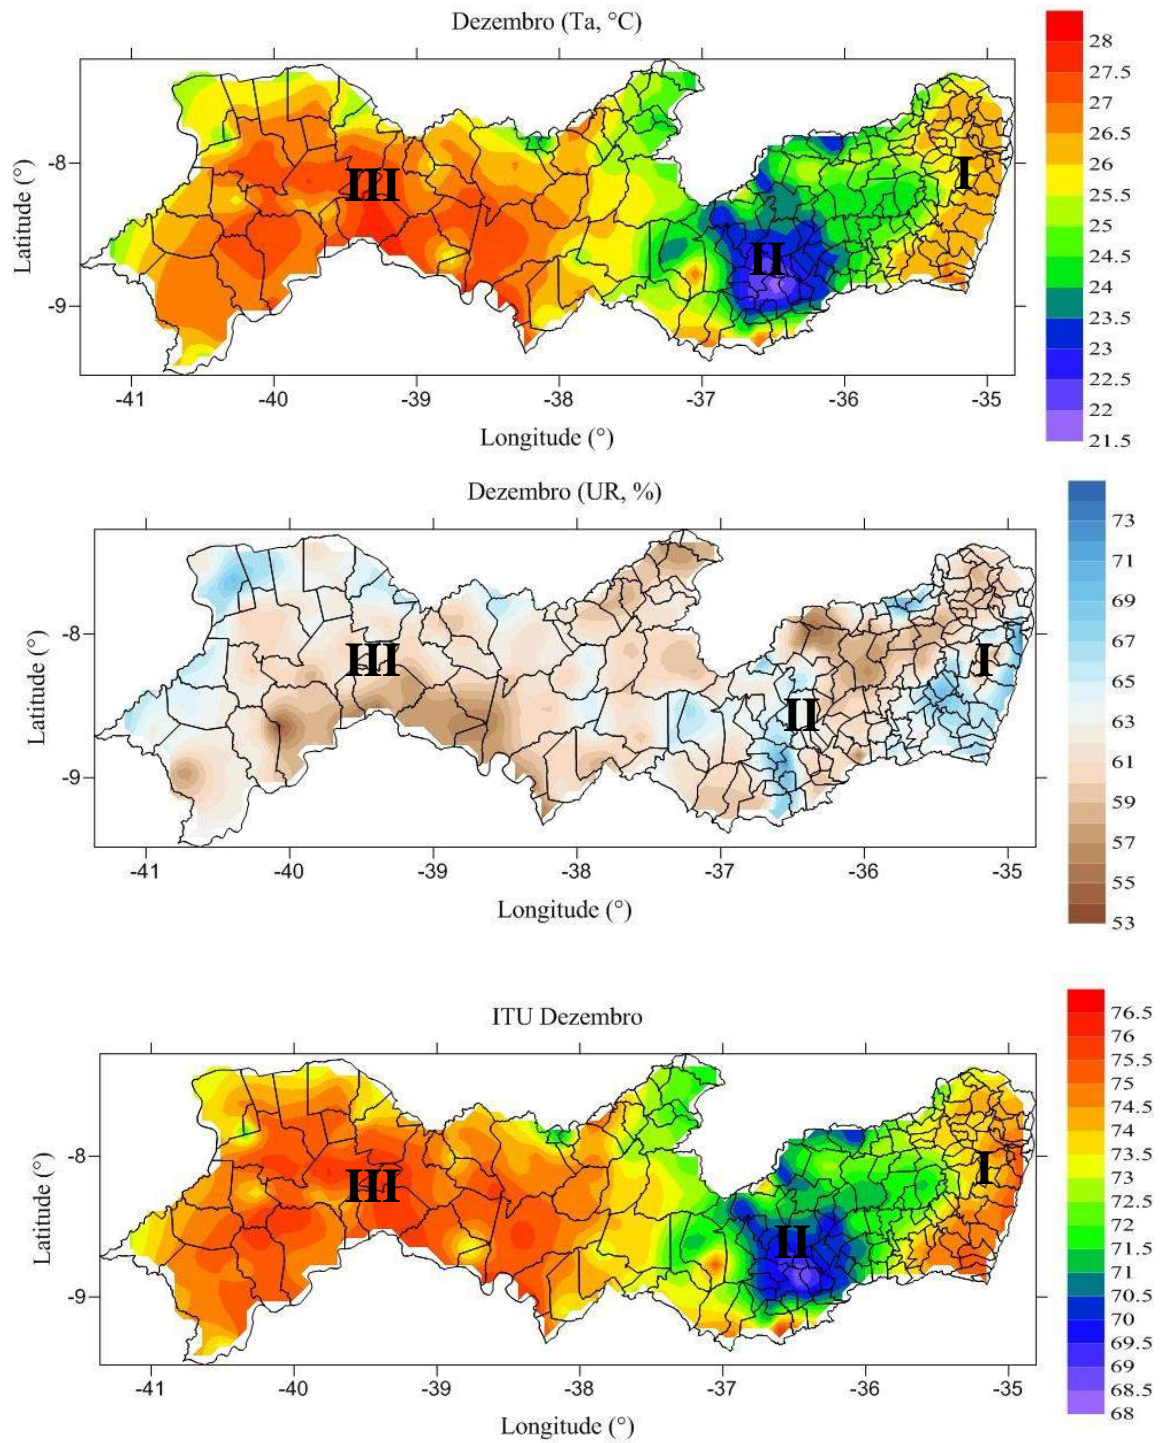 Dezembro (Ta, °C)
28
27.5
27
26.5
26
25.5
25
24.5
24
23.5
23
22.5
22
21.5
Latitude (°)
-8
-9
III
II
I
-41 -40 -39 -38 -37 -36 -35
Longitude (°)
Dezembro (UR, %)
73
71
69
67
65
63
61
59
57
55
53
Latitude (°)
-8
-9
III
II
I
-41 -40 -39 -38 -37 -36 -35
Longitude (°)
ITU Dezembro
76.5
76
75.5
75
74.5
74
73.5
73
72.5
72
71.5
71
70.5
70
69.5
69
68.5
68
Latitude (°)
-8
-9
III
II
I
-41 -40 -39 -38 -37 -36 -35
Longitude (°)